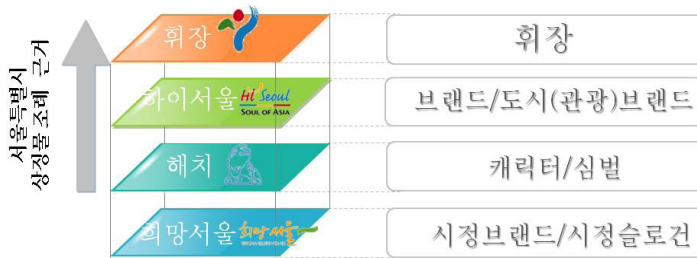 서울특별시
상징물 조례 근거
휘장
휘장
하이서울
Hi Seoul
SOUL OF ASIA
브랜드/도시(관광)브랜드
해치
캐릭터/심벌
희망서울
희망서울
시정브랜드/시정슬로건